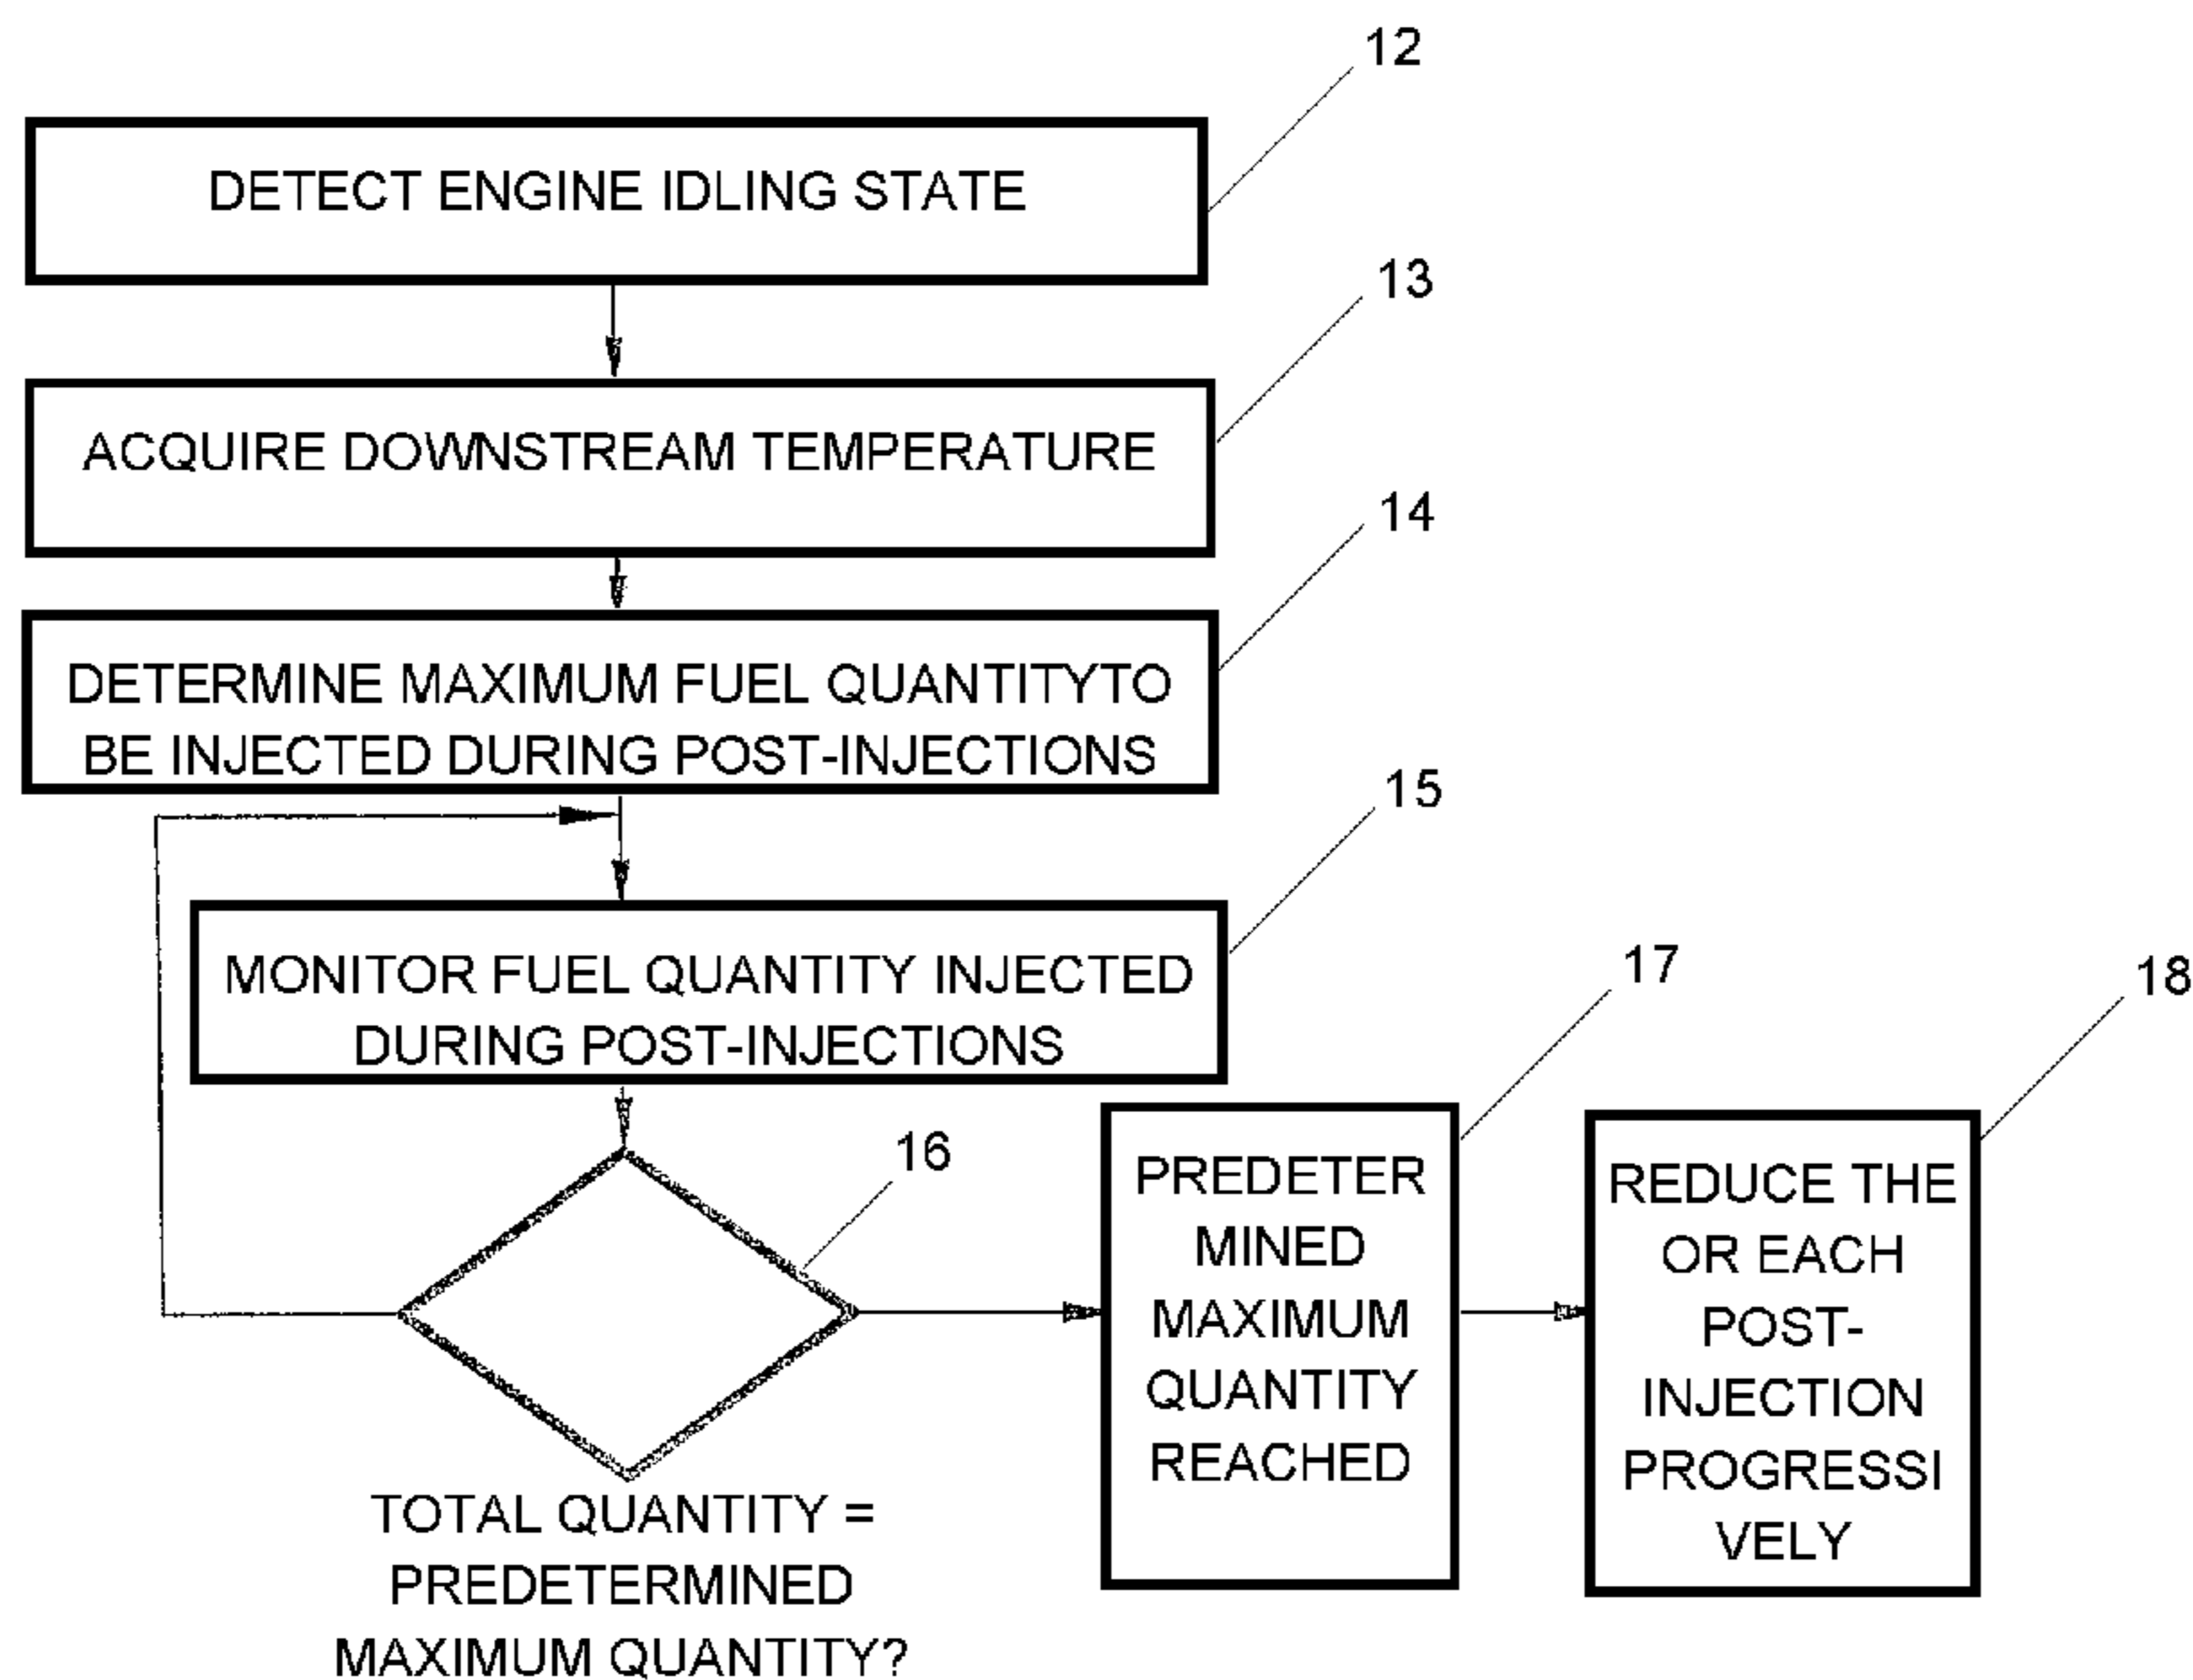 12
DETECT ENGINE IDLING STATE
13
ACQUIRE DOWNSTREAM TEMPERATURE
14
DETERMINE MAXIMUM FUEL QUANTITYTO
BE INJECTED DURING POST-INJECTIONS
15
MONITOR FUEL QUANTITY INJECTED
DURING POST-INJECTIONS
16
TOTAL QUANTITY =
PREDETERMINED
MAXIMUM QUANTITY?
17
PREDETER
MINED
MAXIMUM
QUANTITY
REACHED
18
REDUCE THE
OR EACH
POST-
INJECTION
PROGRESSI
VELY